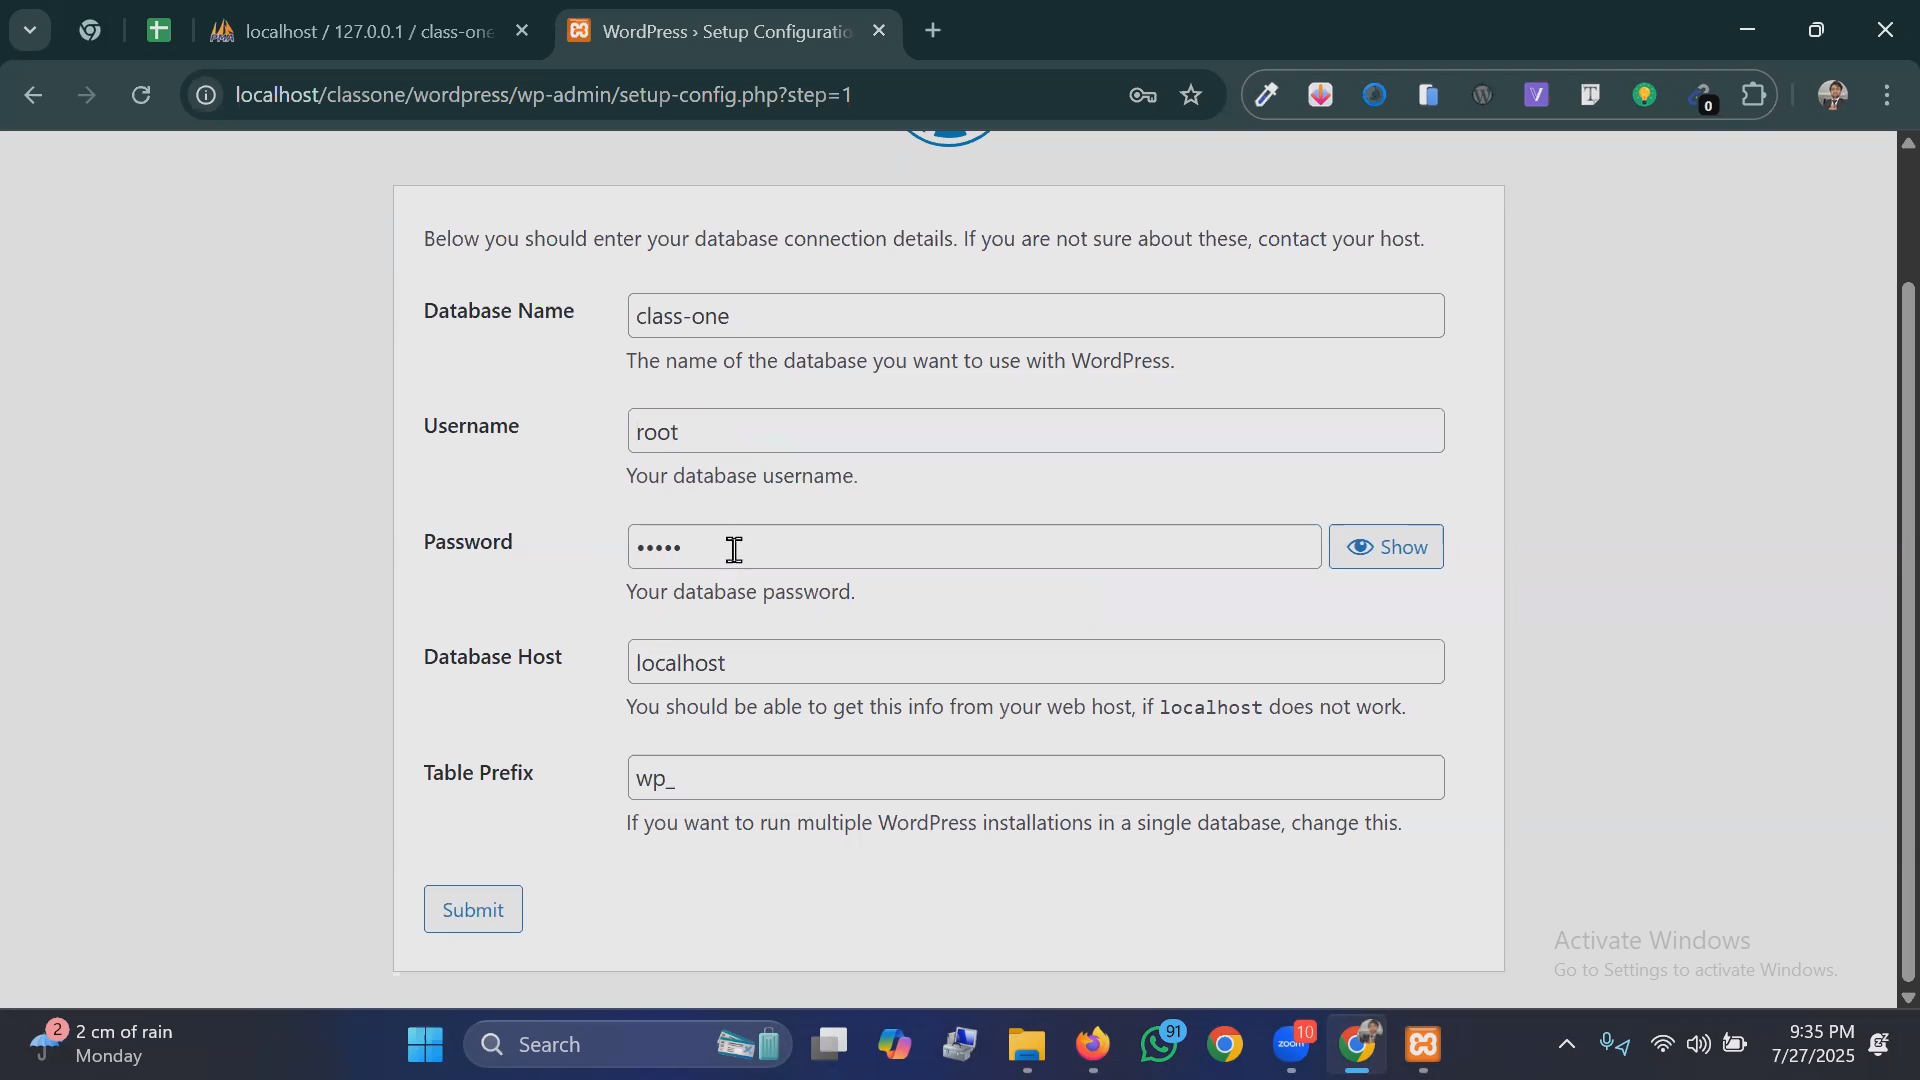 localhost / 127.0.0.1 / class-one
WordPress › Setup Configuratio
localhost/classone/wordpress/wp-admin/setup-config.php?step=1
0
Below you should enter your database connection details. If you are not sure about these, contact your host.
Database Name
class-one
The name of the database you want to use with WordPress.
Username
root
Your database username.
Password
•••••
Show
Your database password.
Database Host
localhost
You should be able to get this info from your web host, if localhost does not work.
Table Prefix
wp_
If you want to run multiple WordPress installations in a single database, change this.
Submit
Activate Windows
Go to Settings to activate Windows.
2
2 cm of rain
Monday
Search
91
zoom
10
9:35 PM
7/27/2025